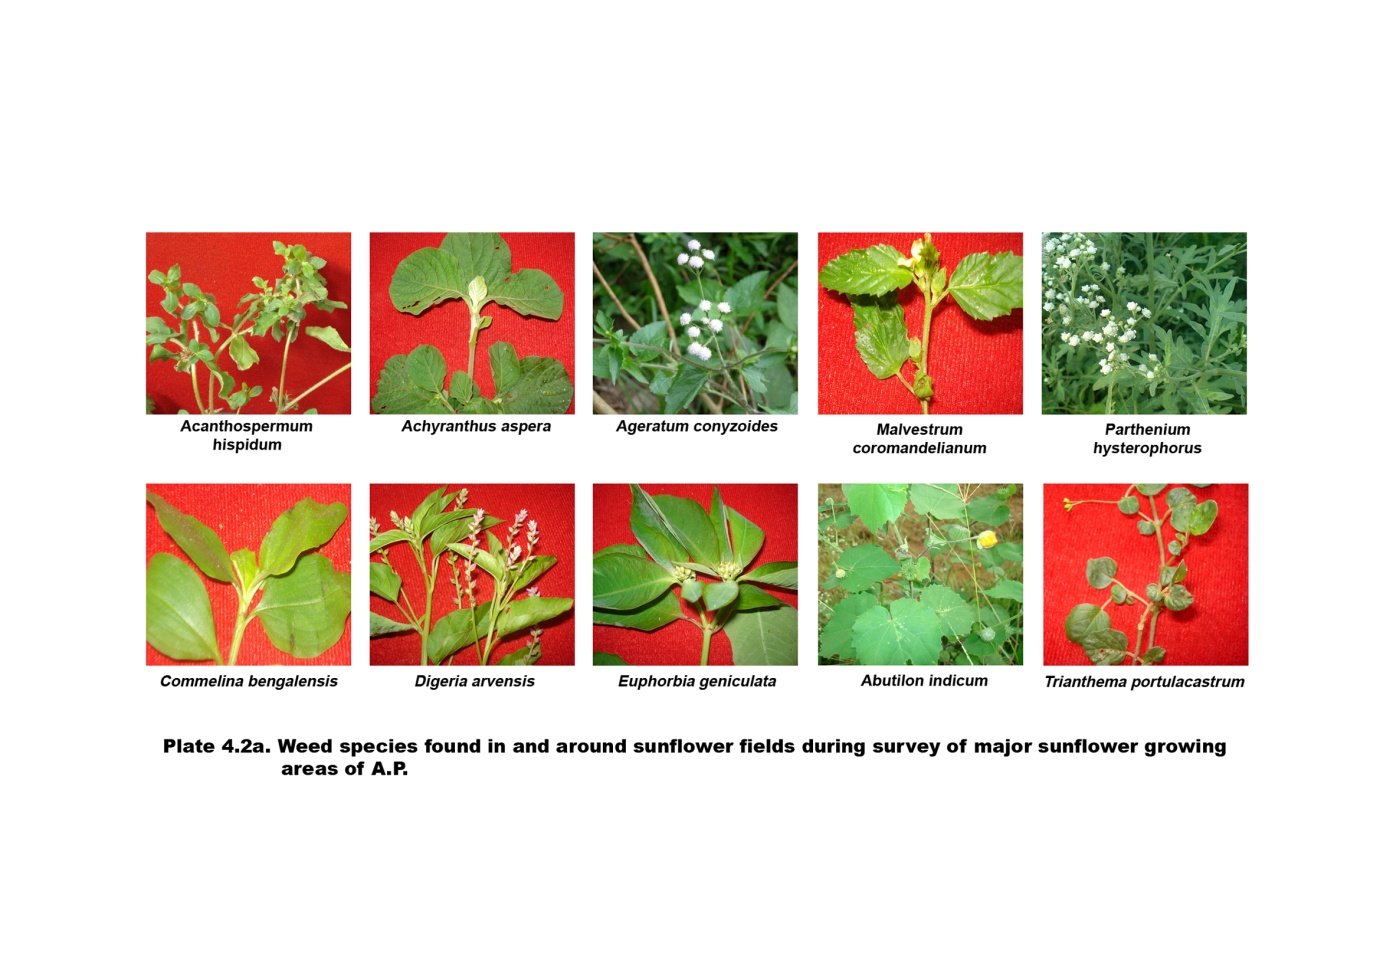 Acanthospermum
hispidum
Achyranthus aspera
Ageratum conyzoides
Malvestrum
coromandelianum
Parthenium
hysterophorus
Commelina bengalensis
Digeria arvensis
Euphorbia geniculata
Abutilon indicum
Trianthema portulacastrum
Plate 4.2a. Weed species found in and around sunflower fields during survey of major sunflower growing
areas of A.P.